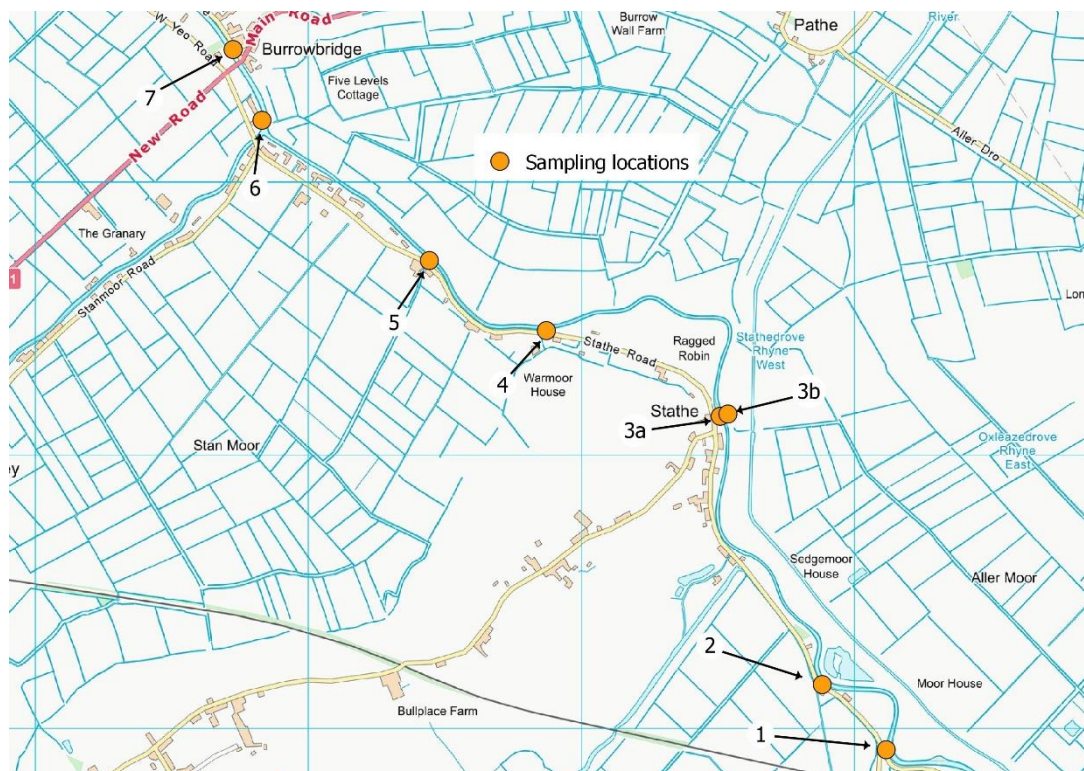 Burrow
Wall Farm
Pathe
River
W Yeo Road
Main Road
Burrowbridge
Five Levels
Cottage
7
New Road
Aller Dro
Sampling locations
6
The Granary
1
Stanmoor Road
Lon
5
Stathe Road
Ragged
Robin
Stathedrove
Rhyne
West
4
Warmoor
House
3b
Stathe
3a
Stan Moor
Oxleazedrove
Rhyne
East
ey
Sedgemoor
House
Aller Moor
2
Moor House
Bullplace Farm
1